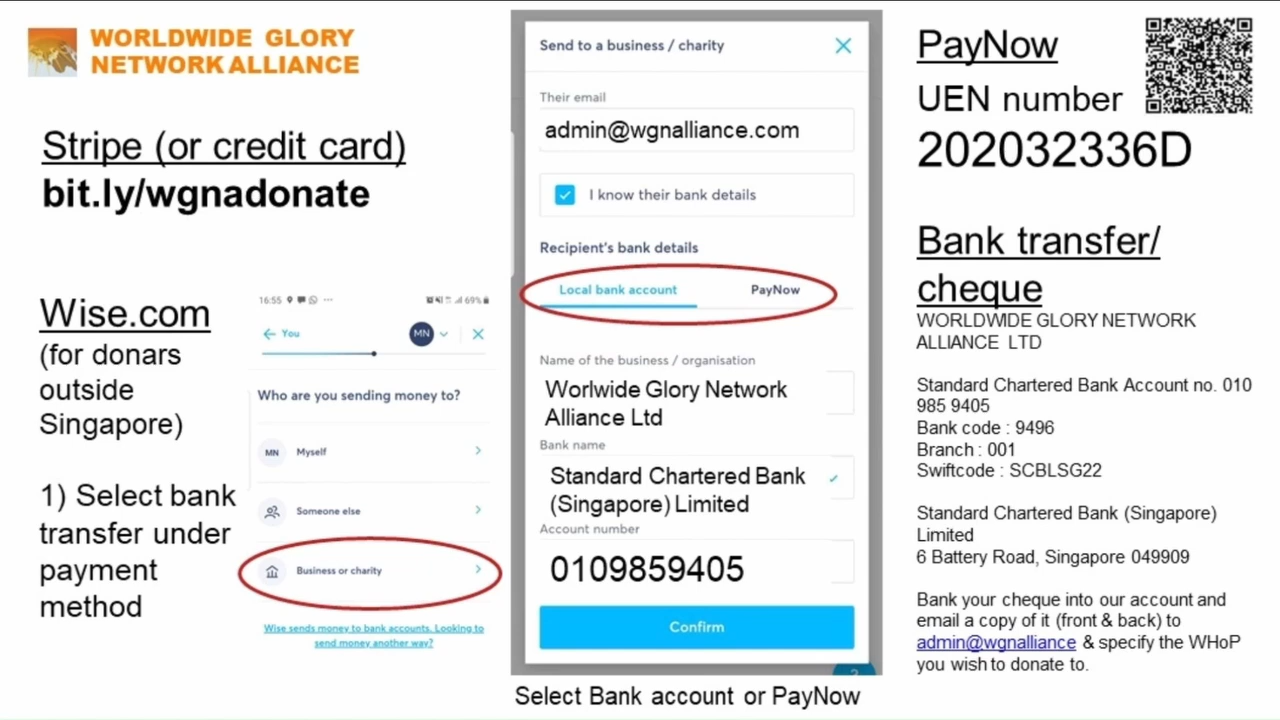 WORLDWIDE GLORY
NETWORK ALLIANCE
Stripe (or credit card)
bit.ly/wgnadonate
Wise.com
(for donars
outside
Singapore)
1) Select bank
transfer under
payment
method
16:55
69%
You
MN
Who are you sending money to?
MN
Myself
Someone else
Business or charity
Wise sends money to bank accounts. Looking to
send money another way?
Send to a business / charity
Their email
admin@wgnalliance.com
I know their bank details
Recipient's bank details
Local bank account
PayNow
Name of the business / organisation
Worlwide Glory Network
Alliance Ltd
Bank name
Standard Chartered Bank
(Singapore) Limited
Account number
0109859405
Confirm
Select Bank account or PayNow
PayNow
UEN number
202032336D
Bank transfer/
cheque
WORLDWIDE GLORY NETWORK
ALLIANCE LTD
Standard Chartered Bank Account no. 010
985 9405
Bank code : 9496
Branch : 001
Swiftcode : SCBLSG22
Standard Chartered Bank (Singapore)
Limited
6 Battery Road, Singapore 049909
Bank your cheque into our account and
email a copy of it (front & back) to
admin@wgnalliance & specify the WHoP
you wish to donate to.